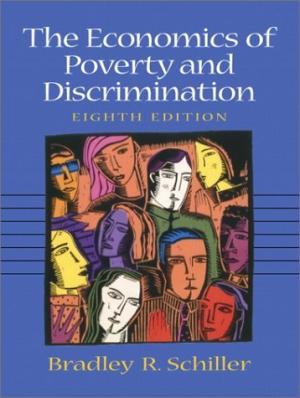 The Economics of
Poverty and
Discrimination
EIGHTH EDITION
Bradley R. Schiller